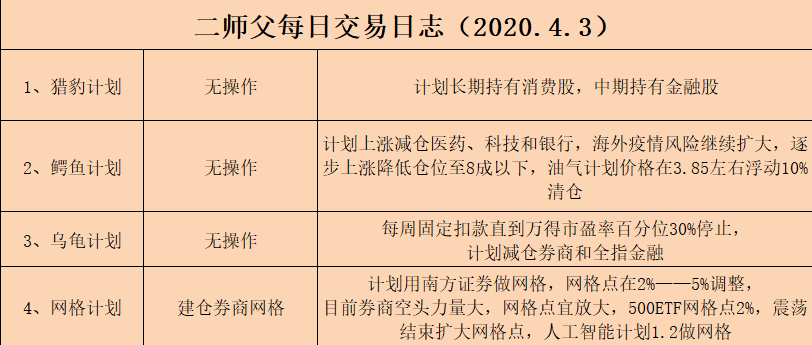 二师父每日交易日志（2020.4.3）
1、猎豹计划 无操作 计划长期持有消费股，中期持有金融股
2、鳄鱼计划 无操作 计划上涨减仓医药、科技和银行，海外疫情风险继续扩大，逐
步上涨降低仓位至8成以下，油气计划价格在3.85左右浮动10%
清仓
3、乌龟计划 无操作 每周固定扣款直到万得市盈率百分位30%停止，
计划减仓券商和全指金融
4、网格计划 建仓券商网格 计划用南方证券做网格，网格点在2%——5%调整，
目前券商空头力量大，网格点宜放大，500ETF网格点2%，震荡
结束扩大网格点，人工智能计划1.2做网格